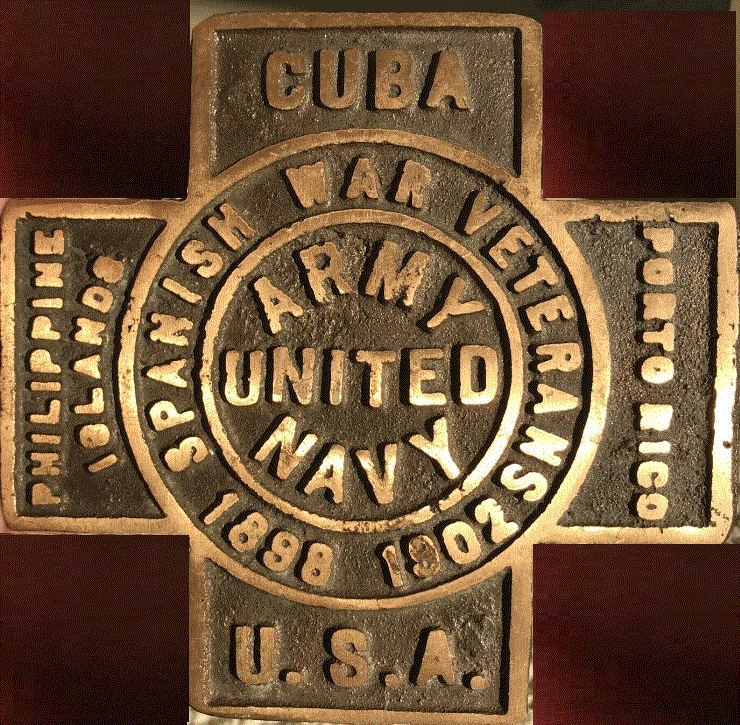 CUBA
SPANISH WAR VETERANS
PHILIPPINE
ISLANDS
ARMY
UNITED
NAVY
PORTO RICO
1898 1902
U.S.A.